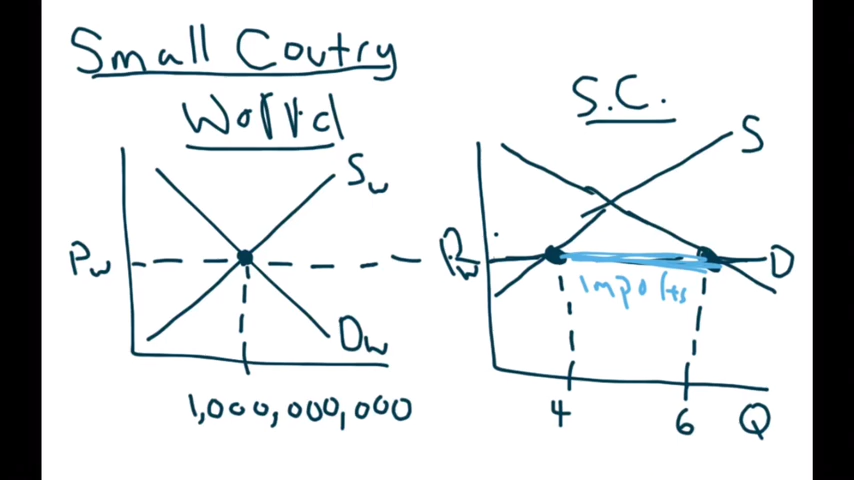 Small Coutry
World
S.C.
S
Sw
Pw
Pw
D
imports
Dw
1,000,000,000
4
6
Q